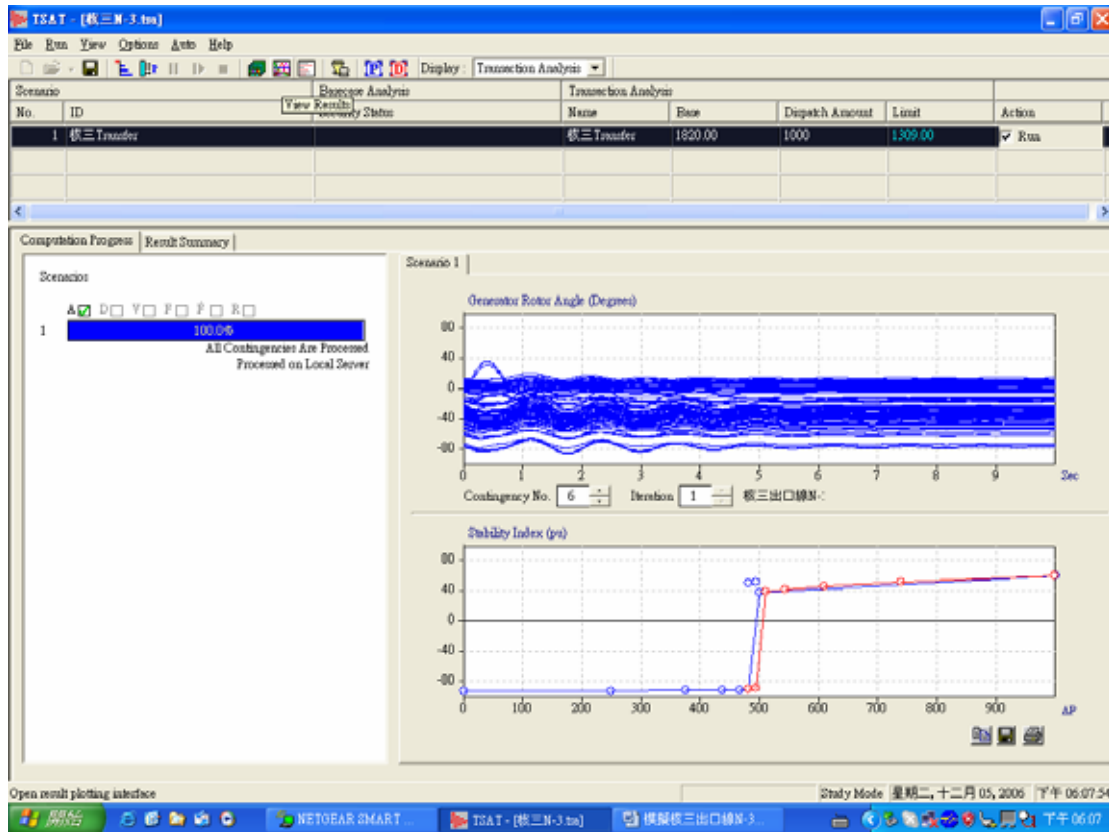 TSAT - [核三N-3.tsa]
File Run View Options Auto Help
Display: Transaction Analysis
Scenario Basecase Analysis Transaction Analysis
No. ID Security Status Name Base Dispatch Amount Limit Action
View Results
1 核三Transfer 核三Transfer 1820.00 1000 1309.00 Run
Computation Progress Result Summary
Scenarios
A D V F F R
1 100.0%
All Contingencies Are Processed
Processed on Local Server
Scenario 1
Generator Rotor Angle (Degrees)
80
40
0
-40
-80
0 1 2 3 4 5 6 7 8 9 Sec
Contingency No. 6 Iteration 1 核三出口線N-
Stability Index (pu)
80
40
0
-40
-80
0 100 200 300 400 500 600 700 800 900 ΔP
Open result plotting interface
Study Mode 星期二, 十二月 05, 2006 下午 06:07:54
開始 NETGEAR SMART ... TSAT - [核三N-3.tsa] 模擬核三出口線N-3... 下午 06:07